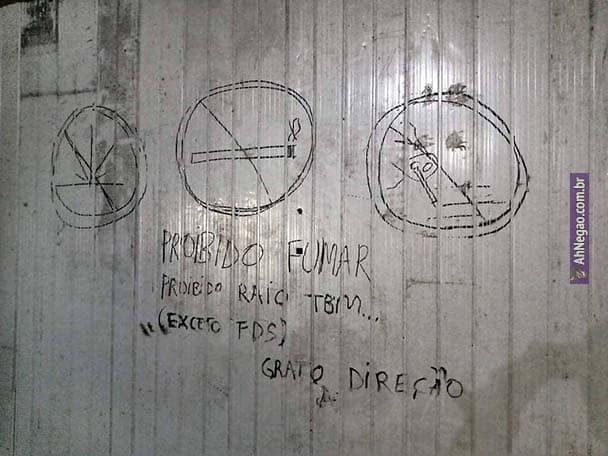 PROIBIDO FUMAR
PROIBIDO RAIO TBM...
(EXCETO FDS)
GRATO DIREÇÃO
AhNegao.com.br